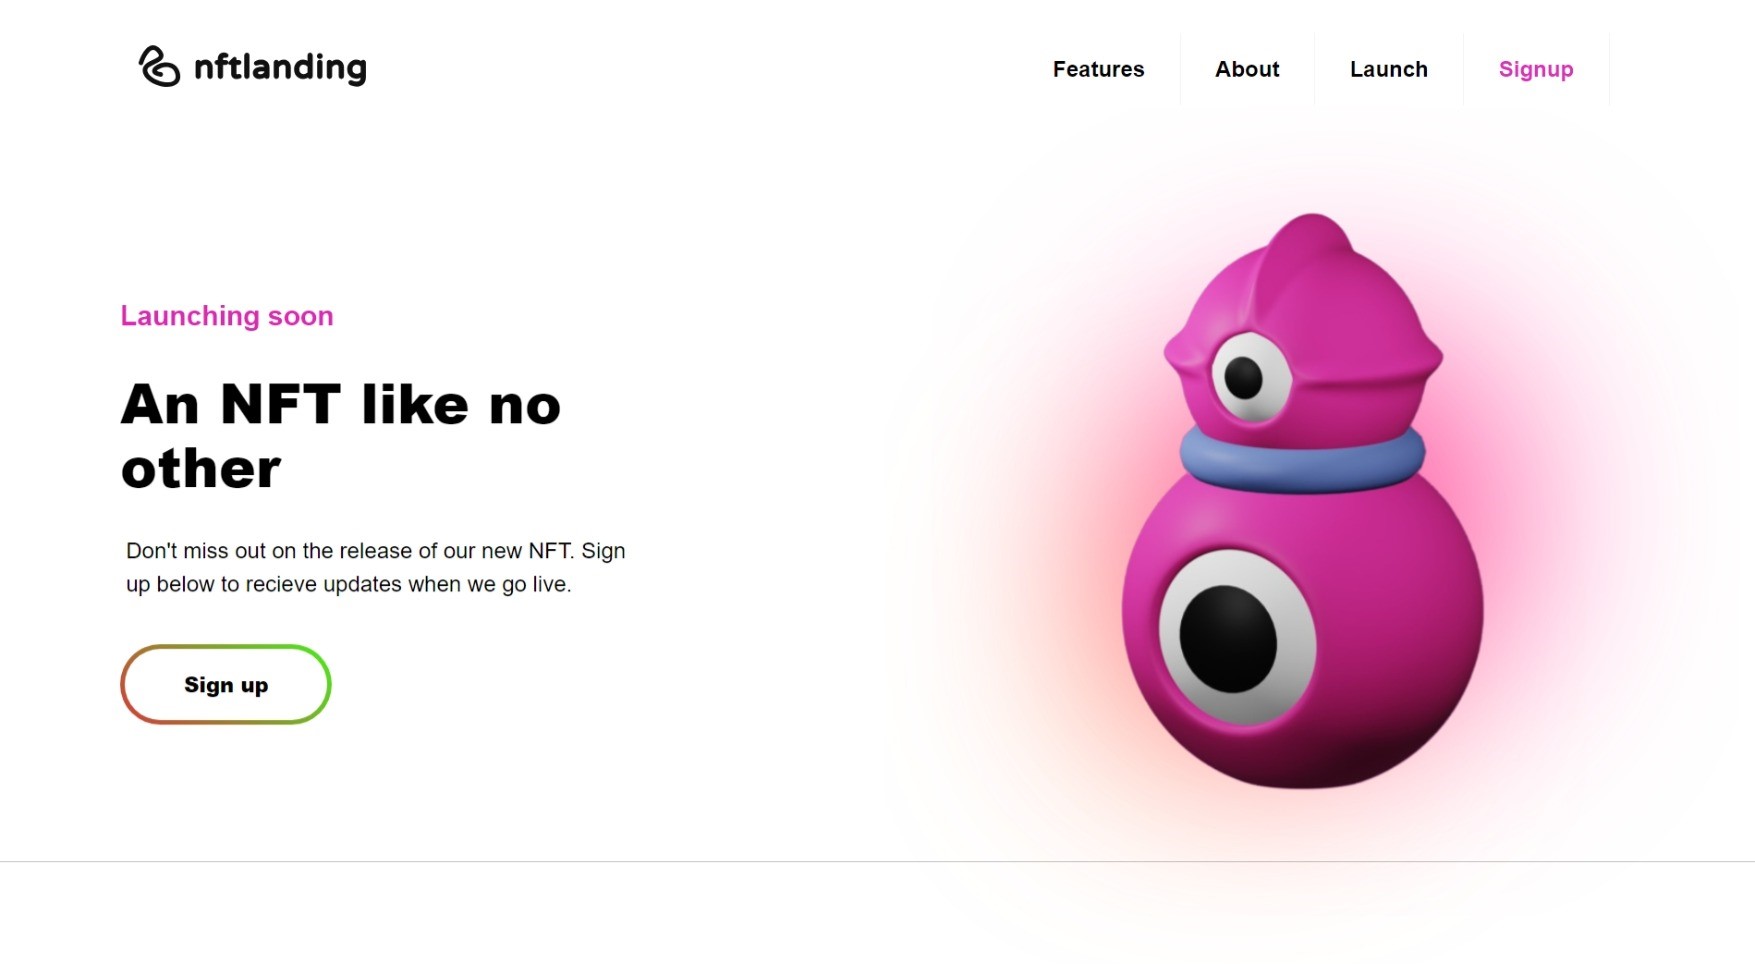 nftlanding
Features
About
Launch
Signup
Launching soon
An NFT like no
other
Don't miss out on the release of our new NFT. Sign
up below to recieve updates when we go live.
Sign up